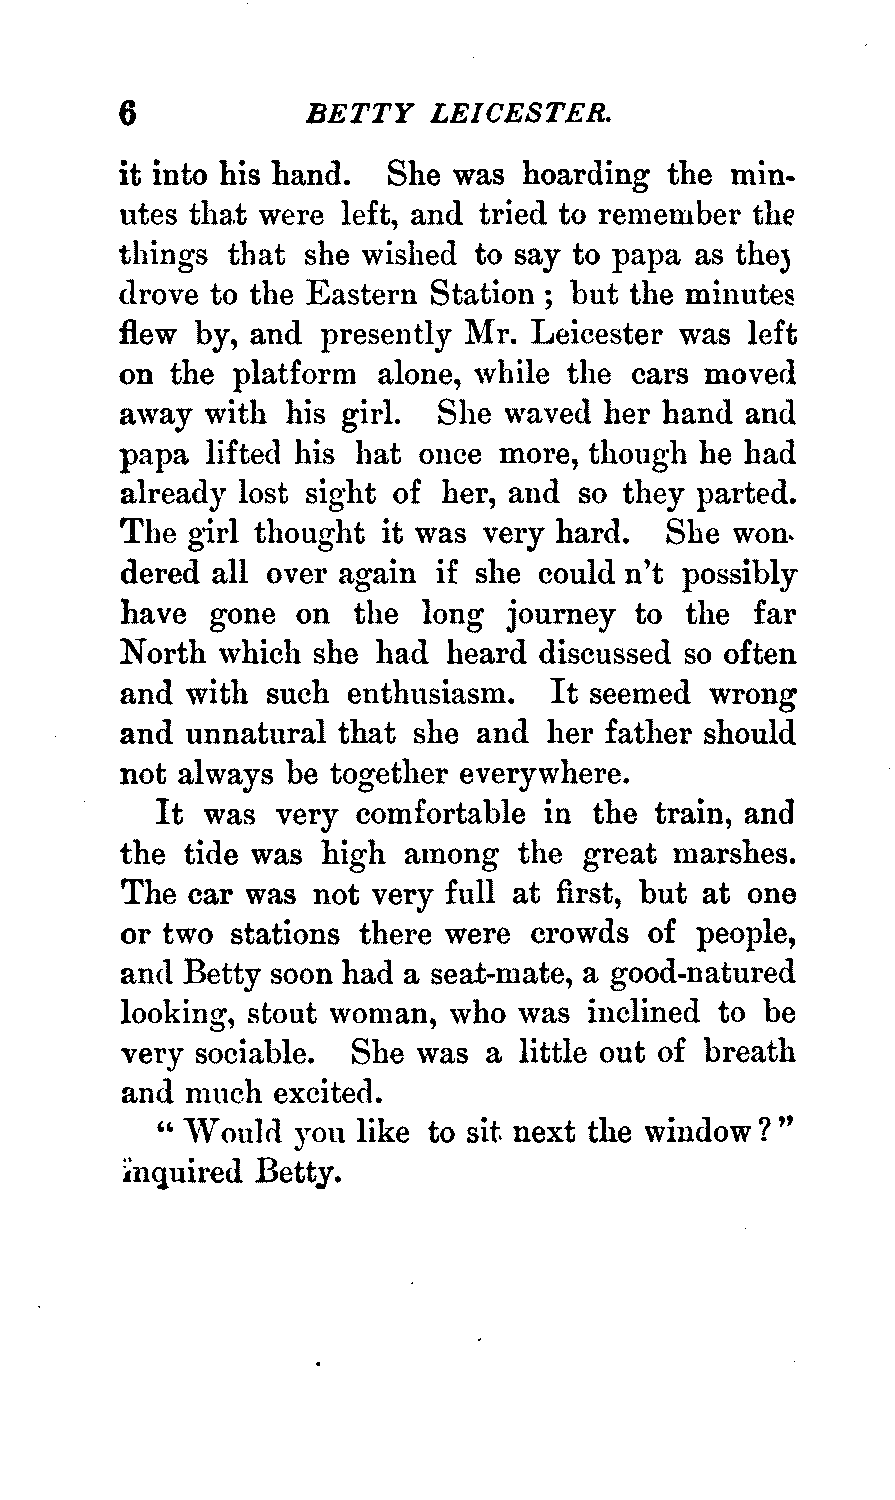 6 BETTY LEICESTER.
it into his hand. She was hoarding the min-
utes that were left, and tried to remember the
things that she wished to say to papa as they
drove to the Eastern Station ; but the minutes
flew by, and presently Mr. Leicester was left
on the platform alone, while the cars moved
away with his girl. She waved her hand and
papa lifted his hat once more, though he had
already lost sight of her, and so they parted.
The girl thought it was very hard. She won-
dered all over again if she could n't possibly
have gone on the long journey to the far
North which she had heard discussed so often
and with such enthusiasm. It seemed wrong
and unnatural that she and her father should
not always be together everywhere.
It was very comfortable in the train, and
the tide was high among the great marshes.
The car was not very full at first, but at one
or two stations there were crowds of people,
and Betty soon had a seat-mate, a good-natured
looking, stout woman, who was inclined to be
very sociable. She was a little out of breath
and much excited.
" Would you like to sit next the window ? "
inquired Betty.